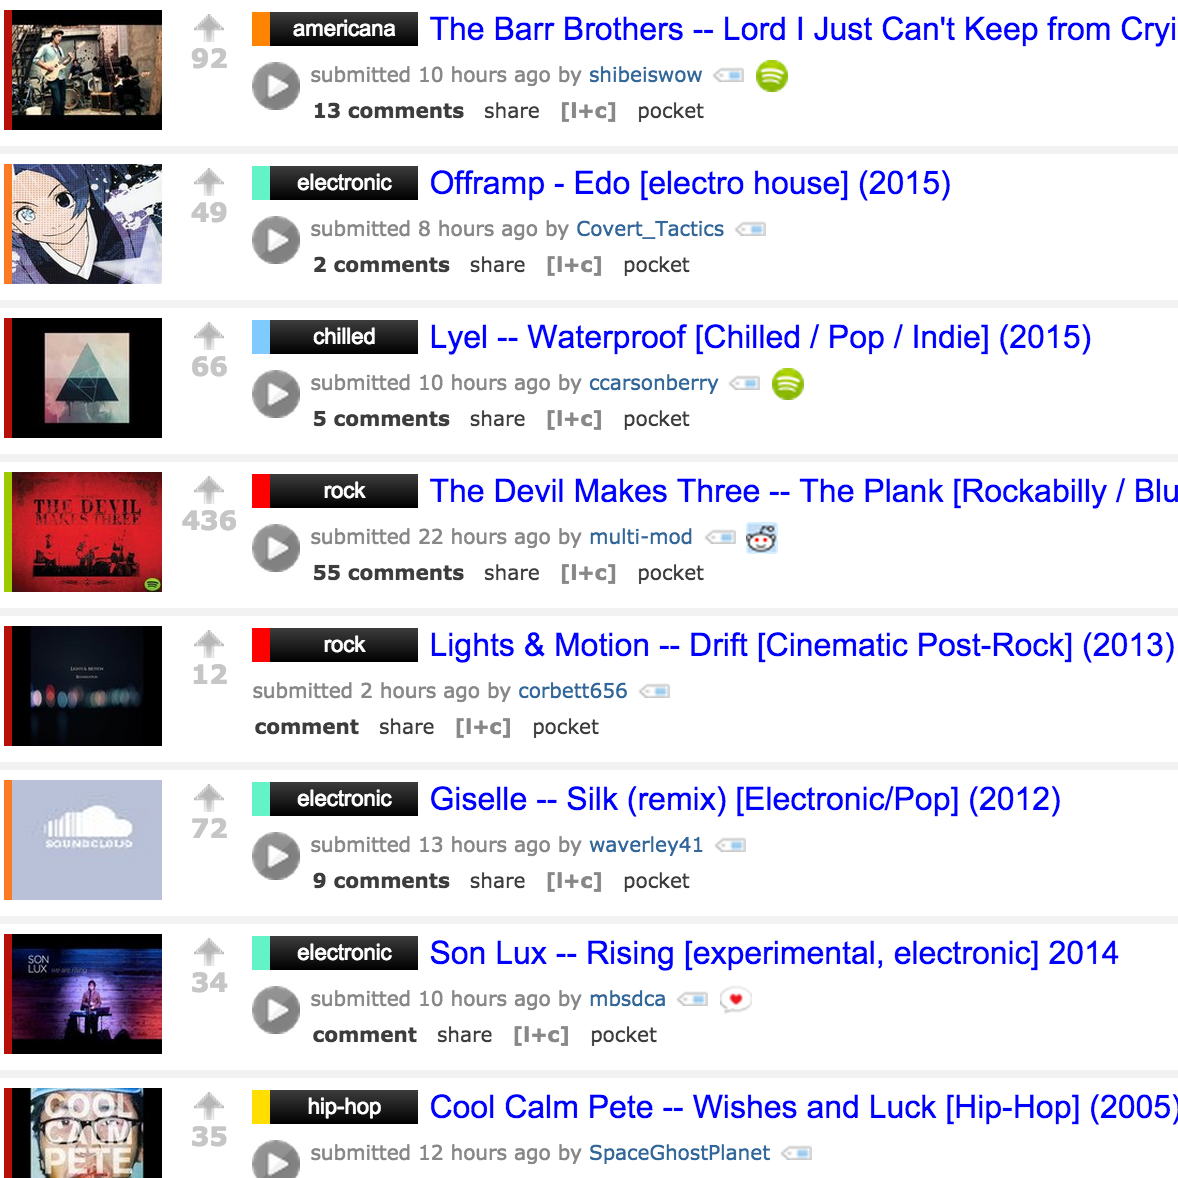 americana The Barr Brothers -- Lord I Just Can't Keep from Cryi
92
submitted 10 hours ago by shibeiswow
13 comments share [l+c] pocket
electronic Offramp - Edo [electro house] (2015)
49
submitted 8 hours ago by Covert_Tactics
2 comments share [l+c] pocket
chilled Lyel -- Waterproof [Chilled / Pop / Indie] (2015)
66
submitted 10 hours ago by ccarsonberry
5 comments share [l+c] pocket
THE DEVIL
MAKES THREE
rock The Devil Makes Three -- The Plank [Rockabilly / Blu
436
submitted 22 hours ago by multi-mod
55 comments share [l+c] pocket
LIGHTS & MOTION
rock Lights & Motion -- Drift [Cinematic Post-Rock] (2013)
12
submitted 2 hours ago by corbett656
comment share [l+c] pocket
SOUNDCLOUD
electronic Giselle -- Silk (remix) [Electronic/Pop] (2012)
72
submitted 13 hours ago by waverley41
9 comments share [l+c] pocket
SON
LUX we are rising
electronic Son Lux -- Rising [experimental, electronic] 2014
34
submitted 10 hours ago by mbsdca
comment share [l+c] pocket
COOL
CALM
PETE
hip-hop Cool Calm Pete -- Wishes and Luck [Hip-Hop] (2005)
35
submitted 12 hours ago by SpaceGhostPlanet